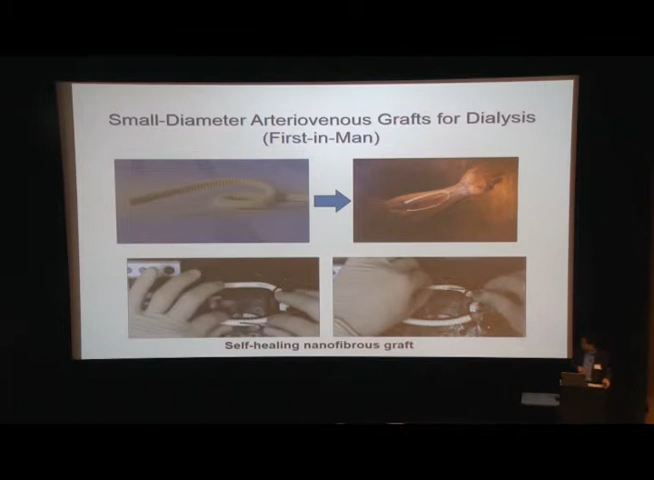 Small-Diameter Arteriovenous Grafts for Dialysis
(First-in-Man)
Self-healing nanofibrous graft